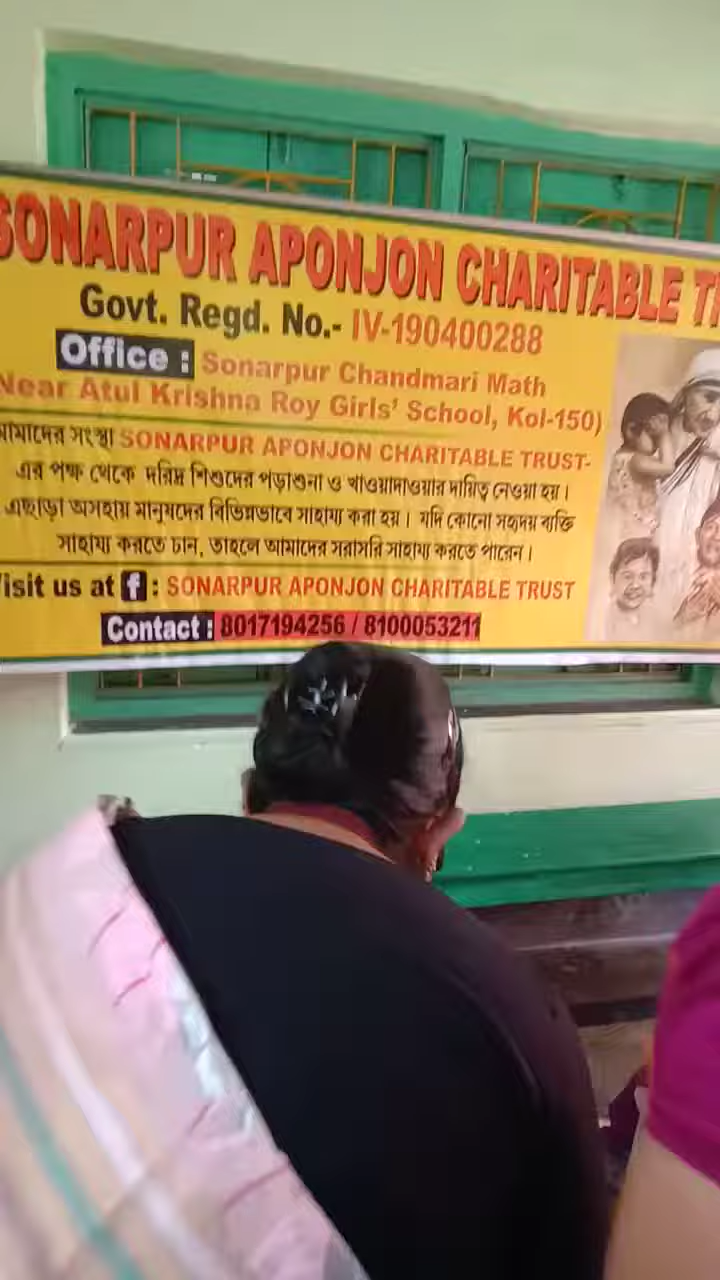 SONARPUR APONJON CHARITABLE
Govt. Regd. No.- IV-190400288
Office : Sonarpur Chandmari Math
Near Atul Krishna Roy Girls' School, Kol-150)
আমাদের সংস্থা SONARPUR APONJON CHARITABLE TRUST-
এর পক্ষ থেকে দরিদ্র শিশুদের পড়াশুনা ও খাওয়াদাওয়ার দায়িত্ব নেওয়া হয়।
এছাড়া অসহায় মানুষদের বিভিন্নভাবে সাহায্য করা হয়। যদি কোনো সহৃদয় ব্যক্তি
সাহায্য করতে চান, তাহলে আমাদের সরাসরি সাহায্য করতে পারেন।
Visit us at f : SONARPUR APONJON CHARITABLE TRUST
Contact : 8017194256 / 8100053211